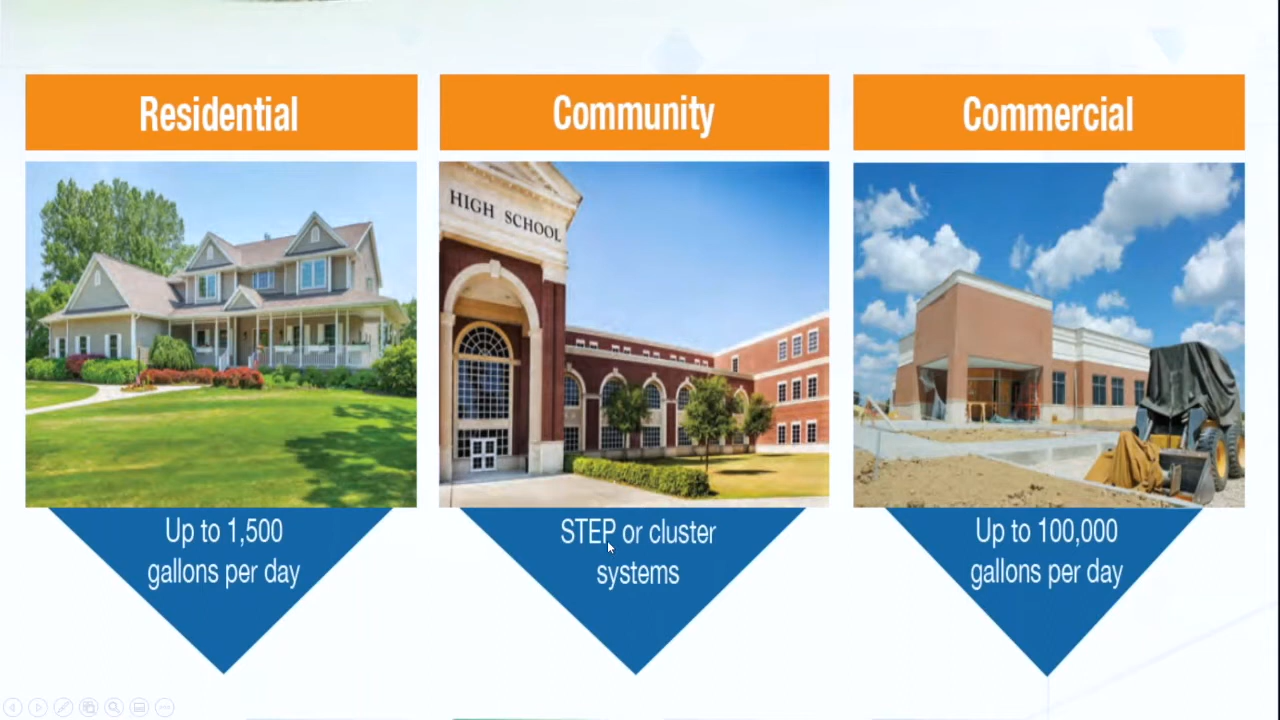 Residential
Community
Commercial
HIGH SCHOOL
Up to 1,500
gallons per day
STEP or cluster
systems
Up to 100,000
gallons per day